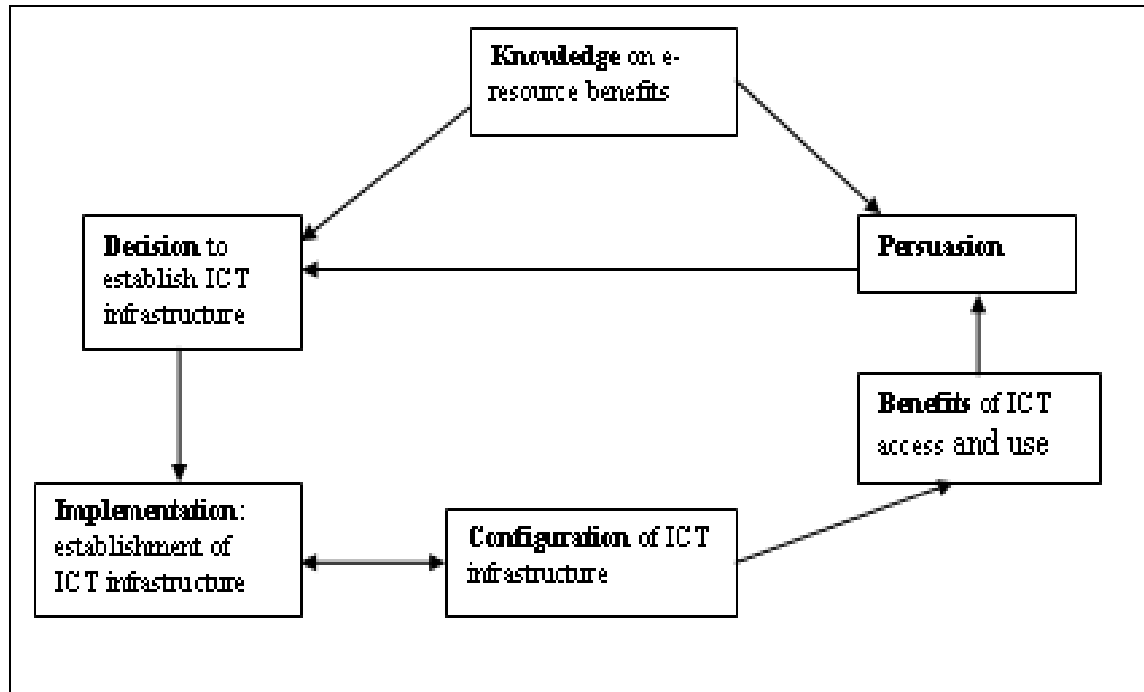 Knowledge on e-
resource benefits
Decision to
establish ICT
infrastructure
Persuasion
Benefits of ICT
access and use
Implementation:
establishment of
ICT infrastructure
Configuration of ICT
infrastructure